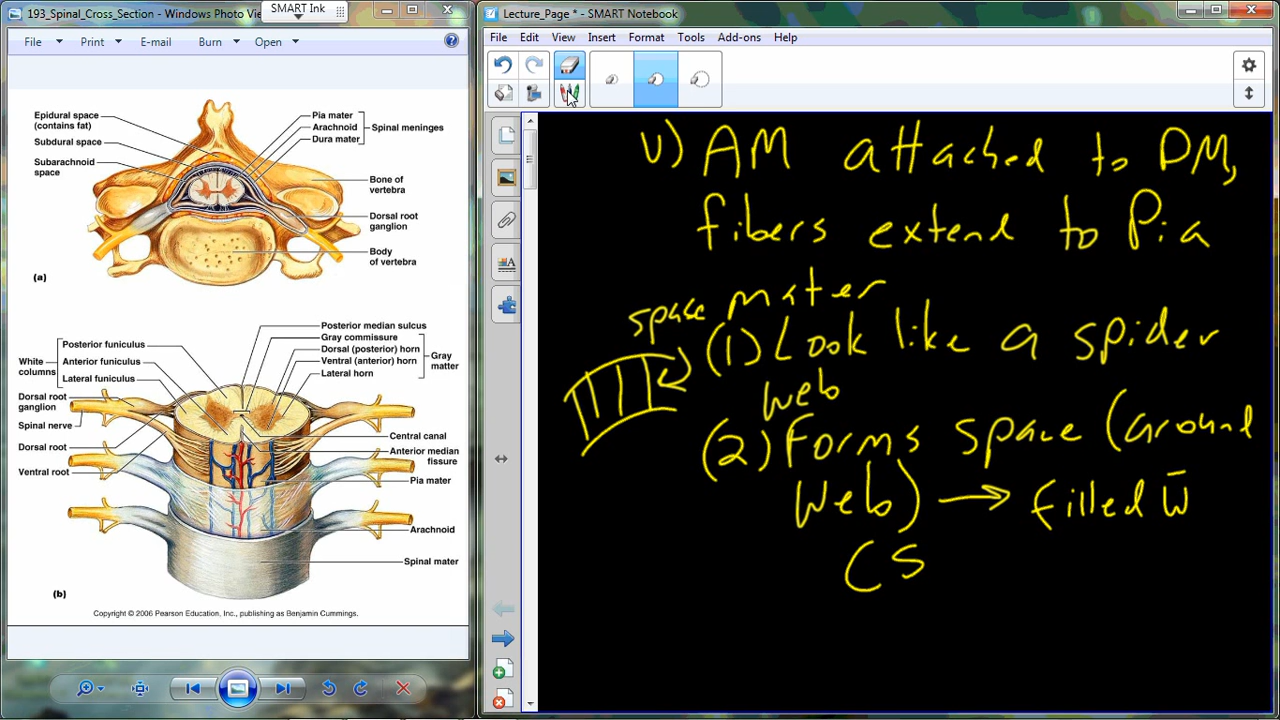 193_Spinal_Cross_Section - Windows Photo Vie
SMART Ink
File Print E-mail Burn Open
Epidural space
(contains fat)
Subdural space
Subarachnoid
space
Pia mater
Arachnoid
Dura mater
Spinal meninges
Bone of
vertebra
Dorsal root
ganglion
Body
of vertebra
(a)
Posterior median sulcus
Gray commissure
Dorsal (posterior) horn
Ventral (anterior) horn
Lateral horn
Gray
matter
White
columns
Posterior funiculus
Anterior funiculus
Lateral funiculus
Dorsal root
ganglion
Spinal nerve
Dorsal root
Ventral root
Central canal
Anterior median
fissure
Pia mater
Arachnoid
Spinal mater
(b)
Copyright © 2006 Pearson Education, Inc., publishing as Benjamin Cummings.
Lecture_Page * - SMART Notebook
File Edit View Insert Format Tools Add-ons Help
v) AM attached to DM,
fibers extend to Pia
mater
space
(1) Look like a spider
web
(2) Forms space (around
web) → filled w̄
CS